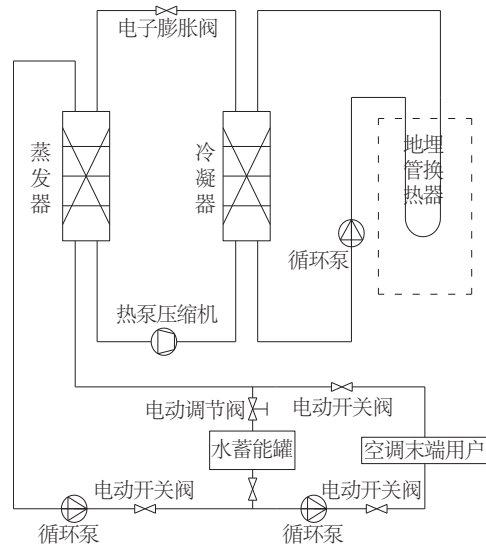 电子膨胀阀
蒸发器
冷凝器
地埋
管换
热器
循环泵
热泵压缩机
电动调节阀
电动开关阀
水蓄能罐
空调末端用户
电动开关阀
电动开关阀
循环泵
循环泵